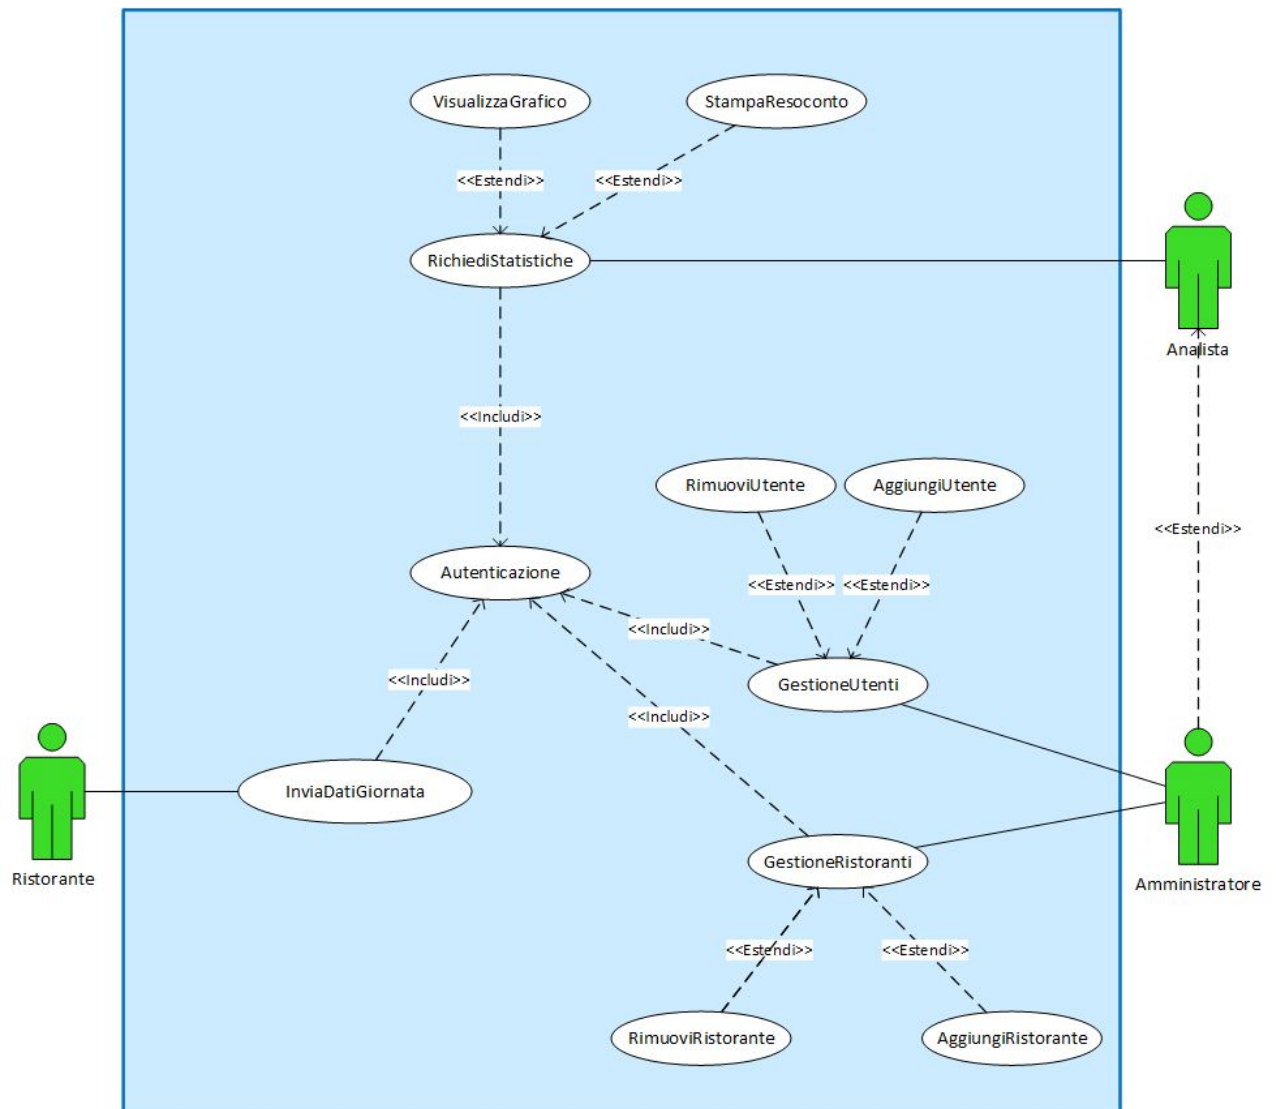 VisualizzaGrafico
StampaResoconto
<<Estendi>>
<<Estendi>>
RichiediStatistiche
Analista
<<Includi>>
RimuoviUtente
AggiungiUtente
<<Estendi>>
Autenticazione
<<Estendi>>
<<Estendi>>
<<Includi>>
<<Includi>>
GestioneUtenti
<<Includi>>
InviaDatiGiornata
GestioneRistoranti
Ristorante
Amministratore
<<Estendi>>
<<Estendi>>
RimuoviRistorante
AggiungiRistorante